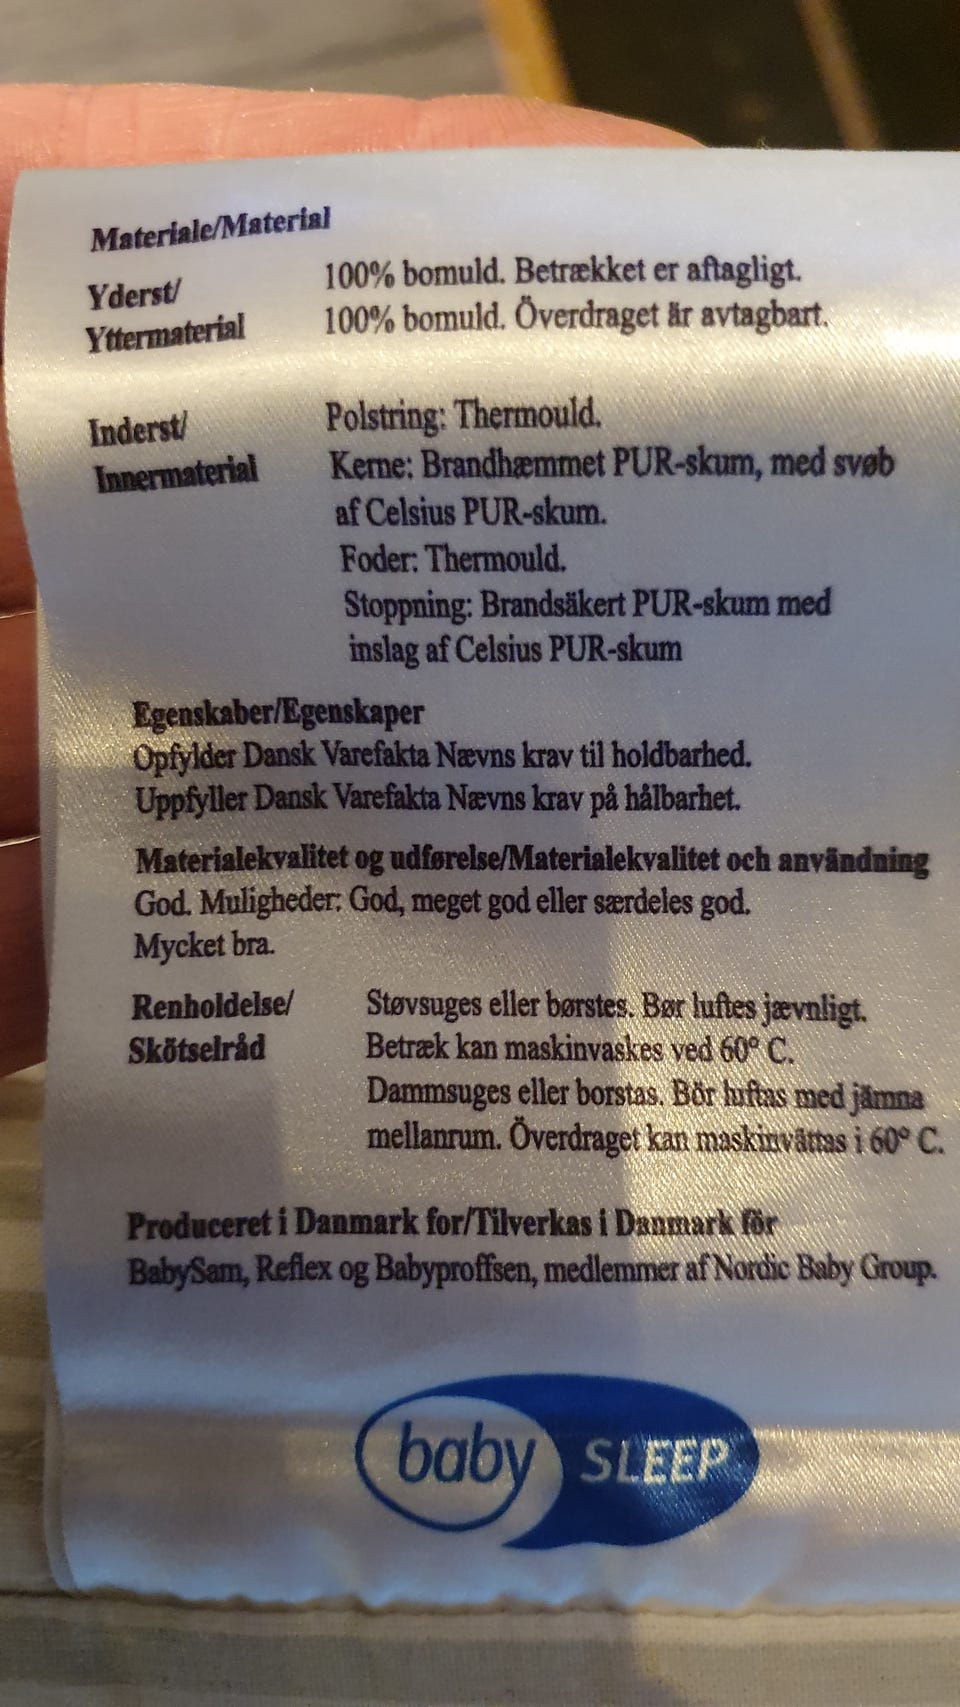 Materiale/Material
Yderst/ 100% bomuld. Betrækket er aftagligt.
Yttermaterial 100% bomuld. Överdraget är avtagbart.
Inderst/ Polstring: Thermould.
Innermaterial Kerne: Brandhæmmet PUR-skum, med svøb
af Celsius PUR-skum.
Foder: Thermould.
Stoppning: Brandsäkert PUR-skum med
inslag af Celsius PUR-skum
Egenskaber/Egenskaper
Opfylder Dansk Varefakta Nævns krav til holdbarhed.
Uppfyller Dansk Varefakta Nævns krav på hålbarhet.
Materialekvalitet og udførelse/Materialekvalitet och användning
God. Muligheder: God, meget god eller særdeles god.
Mycket bra.
Renholdelse/ Støvsuges eller børstes. Bør luftes jævnligt.
Skötselråd Betræk kan maskinvaskes ved 60° C.
Dammsuges eller borstas. Bör luftas med jämna
mellanrum. Överdraget kan maskinvättas i 60° C.
Produceret i Danmark for/Tilverkas i Danmark för
BabySam, Reflex og Babyproffsen, medlemmer af Nordic Baby Group.
baby SLEEP